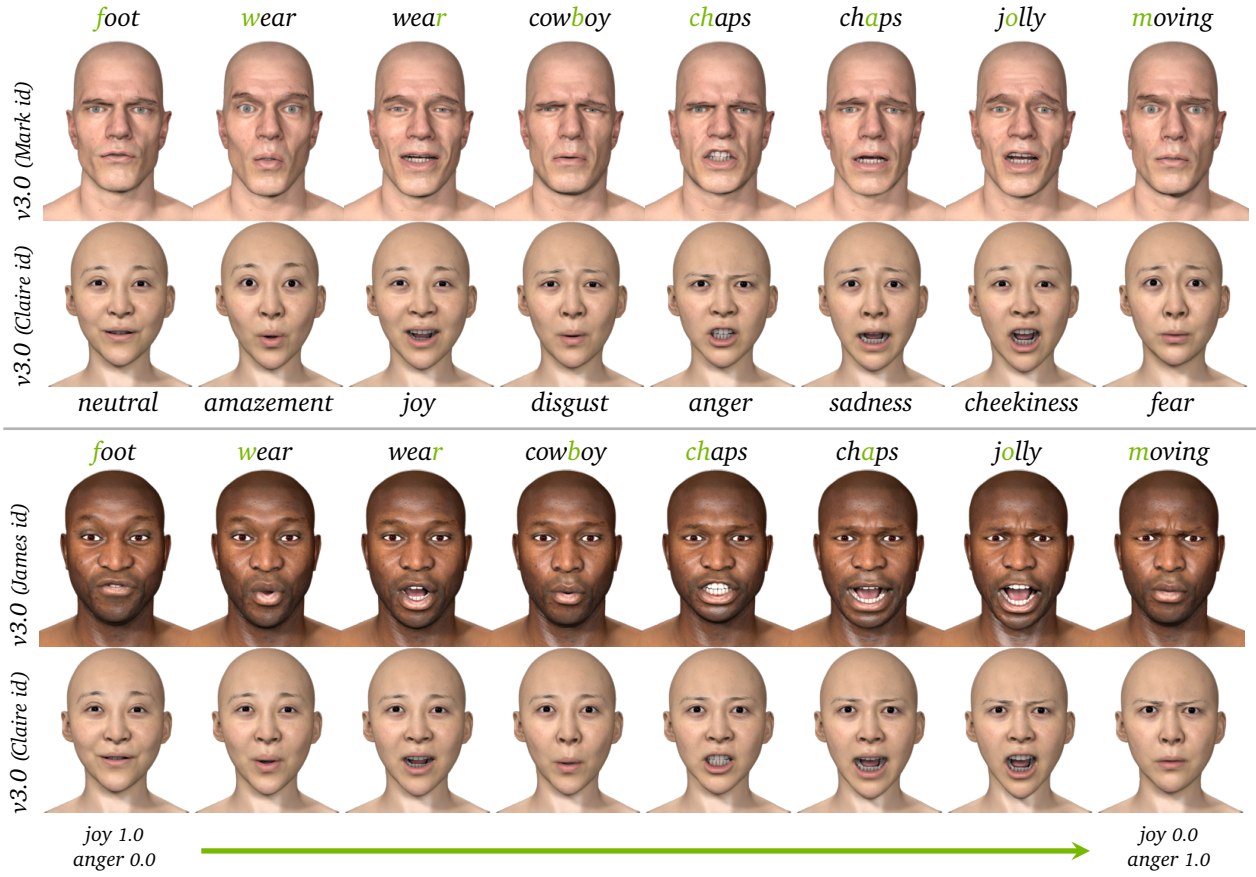 foot wear wear cowboy chaps chaps jolly moving
v3.0 (Mark id)
v3.0 (Claire id)
neutral amazement joy disgust anger sadness cheekiness fear
foot wear wear cowboy chaps chaps jolly moving
v3.0 (James id)
v3.0 (Claire id)
joy 1.0 joy 0.0
anger 0.0 anger 1.0